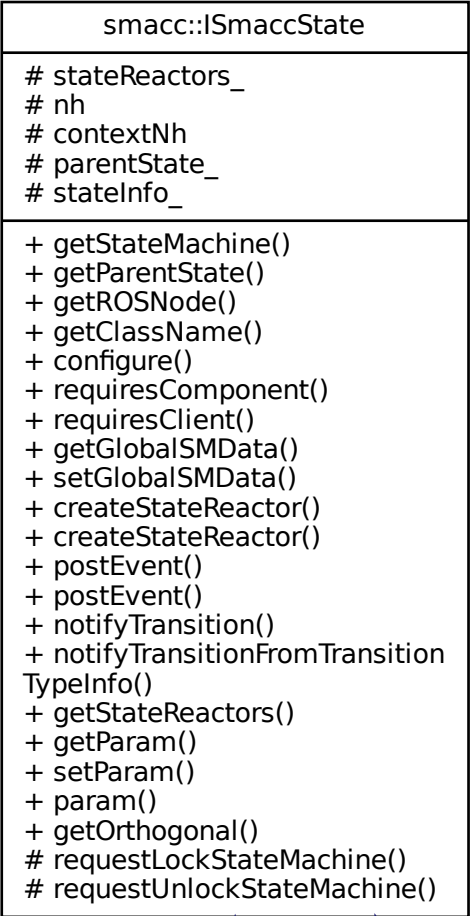 smacc::ISmaccState
# stateReactors_
# nh
# contextNh
# parentState_
# stateInfo_
+ getStateMachine()
+ getParentState()
+ getROSNode()
+ getClassName()
+ configure()
+ requiresComponent()
+ requiresClient()
+ getGlobalSMData()
+ setGlobalSMData()
+ createStateReactor()
+ createStateReactor()
+ postEvent()
+ postEvent()
+ notifyTransition()
+ notifyTransitionFromTransition
TypeInfo()
+ getStateReactors()
+ getParam()
+ setParam()
+ param()
+ getOrthogonal()
# requestLockStateMachine()
# requestUnlockStateMachine()